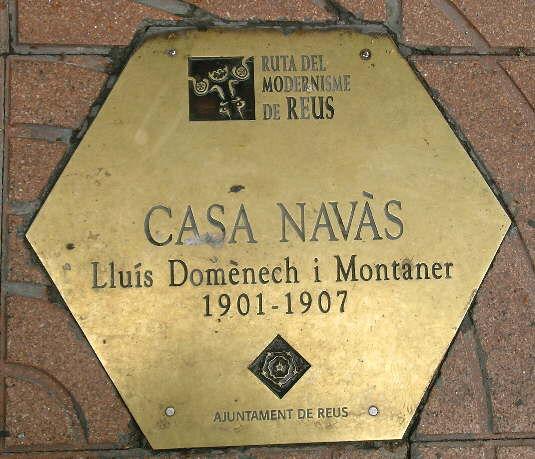 RUTA DEL
MODERNISME
DE REUS
CASA NAVÀS
Lluís Domènech i Montaner
1901-1907
AJUNTAMENT DE REUS